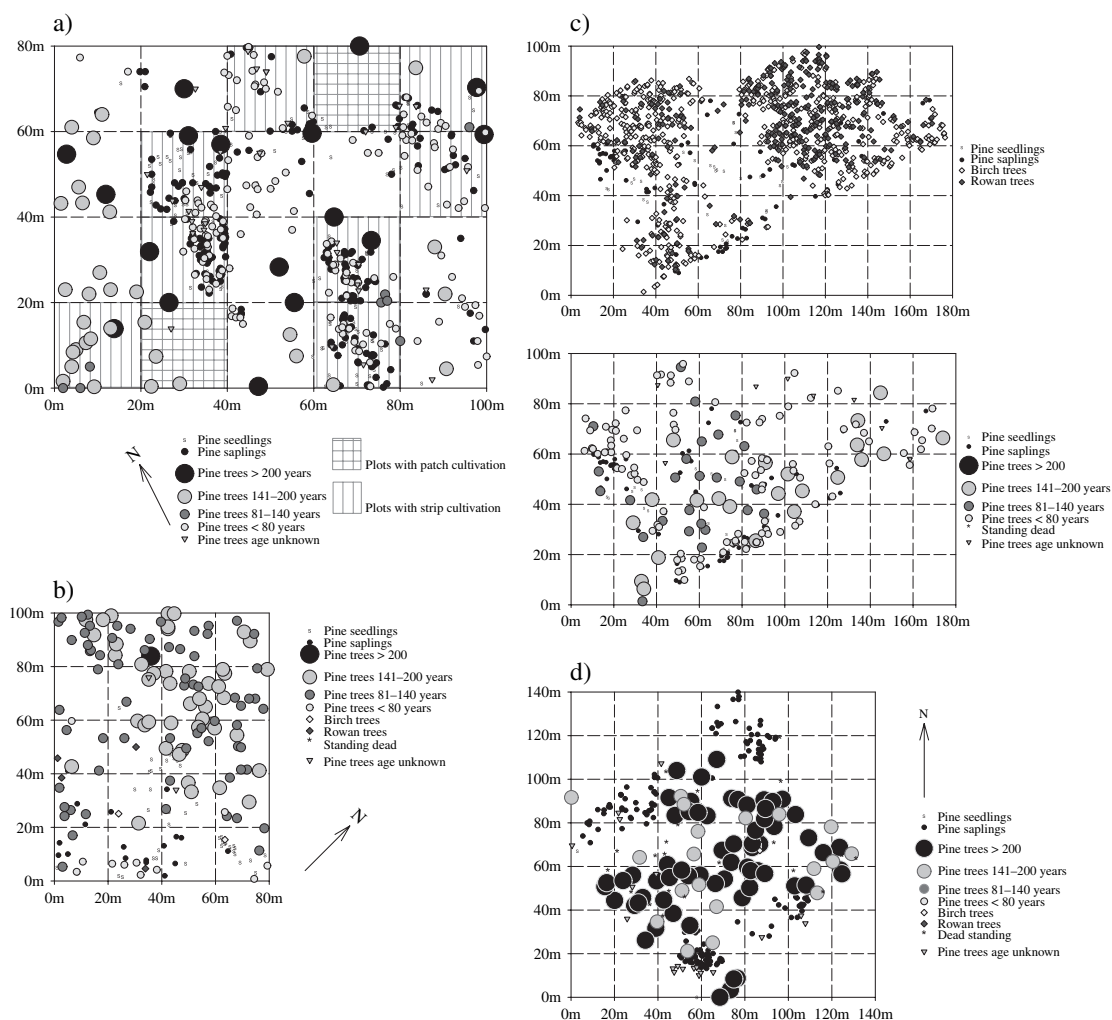 a)
80m
60m
40m
20m
0m
0m 20m 40m 60m 80m 100m
N
s Pine seedlings
Pine saplings
Pine trees > 200 years
Pine trees 141–200 years
Pine trees 81–140 years
Pine trees < 80 years
Pine trees age unknown
Plots with patch cultivation
Plots with strip cultivation
b)
100m
80m
60m
40m
20m
0m
0m 20m 40m 60m 80m
s Pine seedlings
Pine saplings
Pine trees > 200
Pine trees 141–200 years
Pine trees 81–140 years
Pine trees < 80 years
Birch trees
Rowan trees
* Standing dead
Pine trees age unknown
N
c)
100m
80m
60m
40m
20m
0m
0m 20m 40m 60m 80m 100m 120m 140m 160m 180m
s Pine seedlings
Pine saplings
Birch trees
Rowan trees
100m
80m
60m
40m
20m
0m
0m 20m 40m 60m 80m 100m 120m 140m 160m 180m
s Pine seedlings
Pine saplings
Pine trees > 200
Pine trees 141–200 years
Pine trees 81–140 years
Pine trees < 80 years
* Standing dead
Pine trees age unknown
d)
140m
120m
100m
80m
60m
40m
20m
0m
0m 20m 40m 60m 80m 100m 120m 140m
N
s Pine seedlings
Pine saplings
Pine trees > 200
Pine trees 141–200 years
Pine trees 81–140 years
Pine trees < 80 years
Birch trees
Rowan trees
* Dead standing
Pine trees age unknown